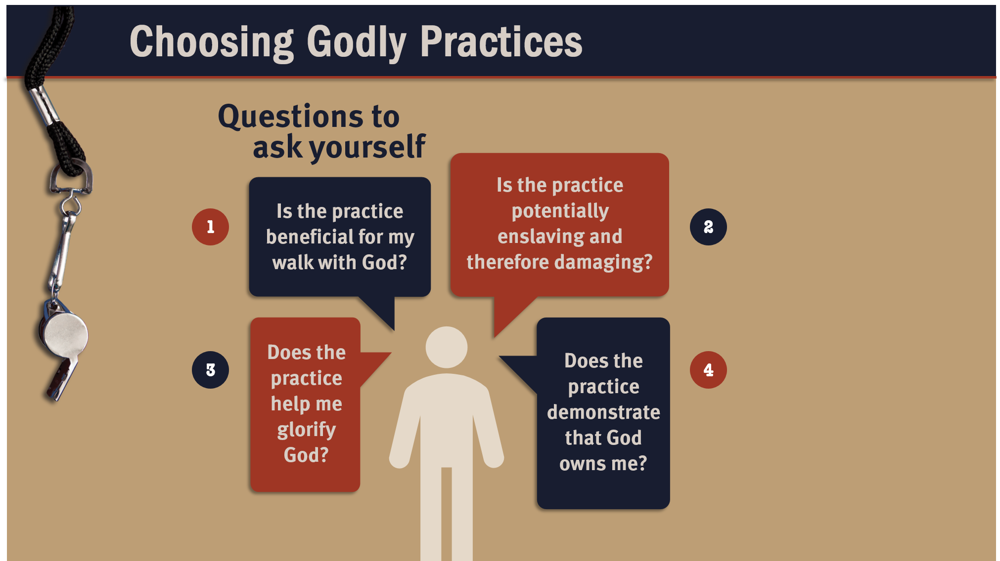 Choosing Godly Practices
Questions to
ask yourself
1
Is the practice
beneficial for my
walk with God?
Is the practice
potentially
enslaving and
therefore damaging?
2
3
Does the
practice
help me
glorify
God?
Does the
practice
demonstrate
that God
owns me?
4